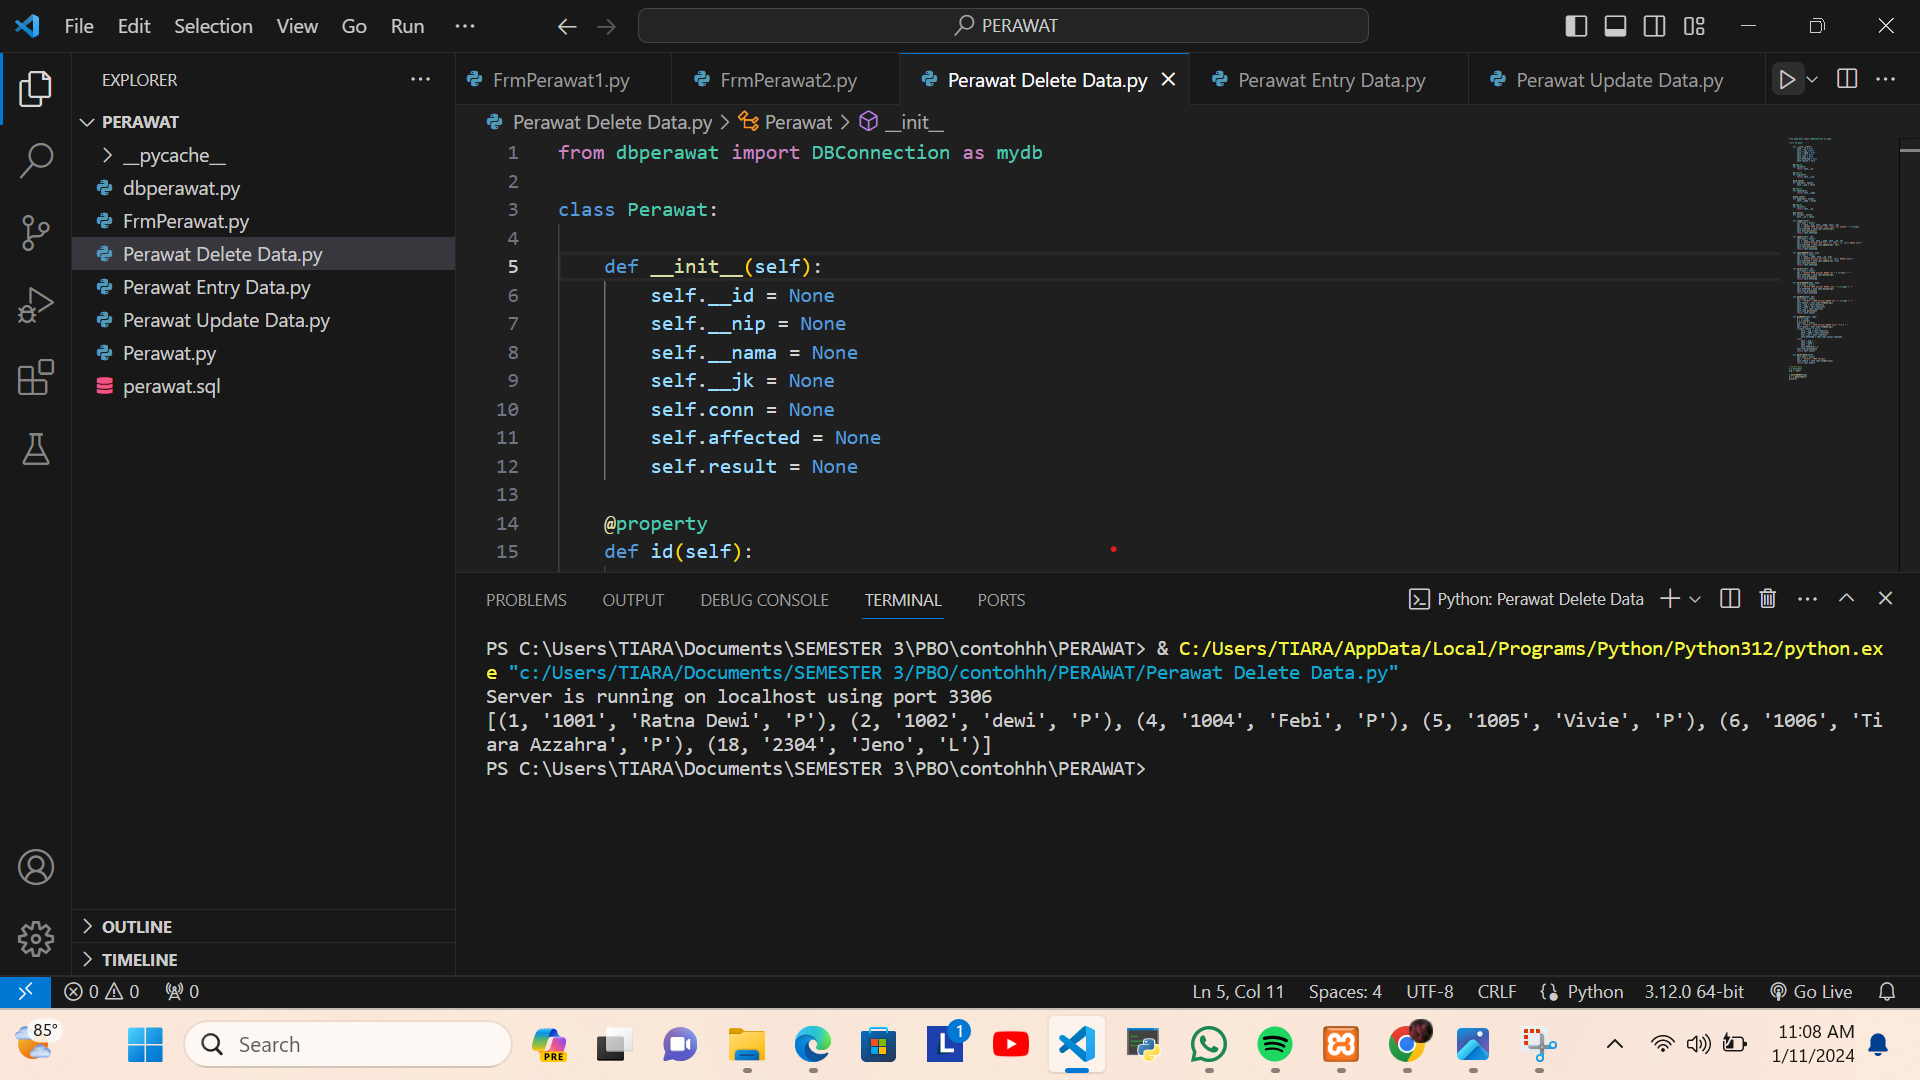 File Edit Selection View Go Run ···
PERAWAT
EXPLORER
FrmPerawat1.py
FrmPerawat2.py
Perawat Delete Data.py
Perawat Entry Data.py
Perawat Update Data.py
PERAWAT
__pycache__
dbperawat.py
FrmPerawat.py
Perawat Delete Data.py
Perawat Entry Data.py
Perawat Update Data.py
Perawat.py
perawat.sql
OUTLINE
TIMELINE
Perawat Delete Data.py > Perawat > __init__
1 from dbperawat import DBConnection as mydb
2
3 class Perawat:
4
5 def __init__(self):
6 self.__id = None
7 self.__nip = None
8 self.__nama = None
9 self.__jk = None
10 self.conn = None
11 self.affected = None
12 self.result = None
13
14 @property
15 def id(self):
PROBLEMS OUTPUT DEBUG CONSOLE TERMINAL PORTS
Python: Perawat Delete Data
PS C:\Users\TIARA\Documents\SEMESTER 3\PBO\contohhh\PERAWAT> & C:/Users/TIARA/AppData/Local/Programs/Python/Python312/python.ex
e "c:/Users/TIARA/Documents/SEMESTER 3/PBO/contohhh/PERAWAT/Perawat Delete Data.py"
Server is running on localhost using port 3306
[(1, '1001', 'Ratna Dewi', 'P'), (2, '1002', 'dewi', 'P'), (4, '1004', 'Febi', 'P'), (5, '1005', 'Vivie', 'P'), (6, '1006', 'Ti
ara Azzahra', 'P'), (18, '2304', 'Jeno', 'L')]
PS C:\Users\TIARA\Documents\SEMESTER 3\PBO\contohhh\PERAWAT>
0 0 0
Ln 5, Col 11 Spaces: 4 UTF-8 CRLF Python 3.12.0 64-bit Go Live
85°
Search
PRE
L 1
11:08 AM
1/11/2024